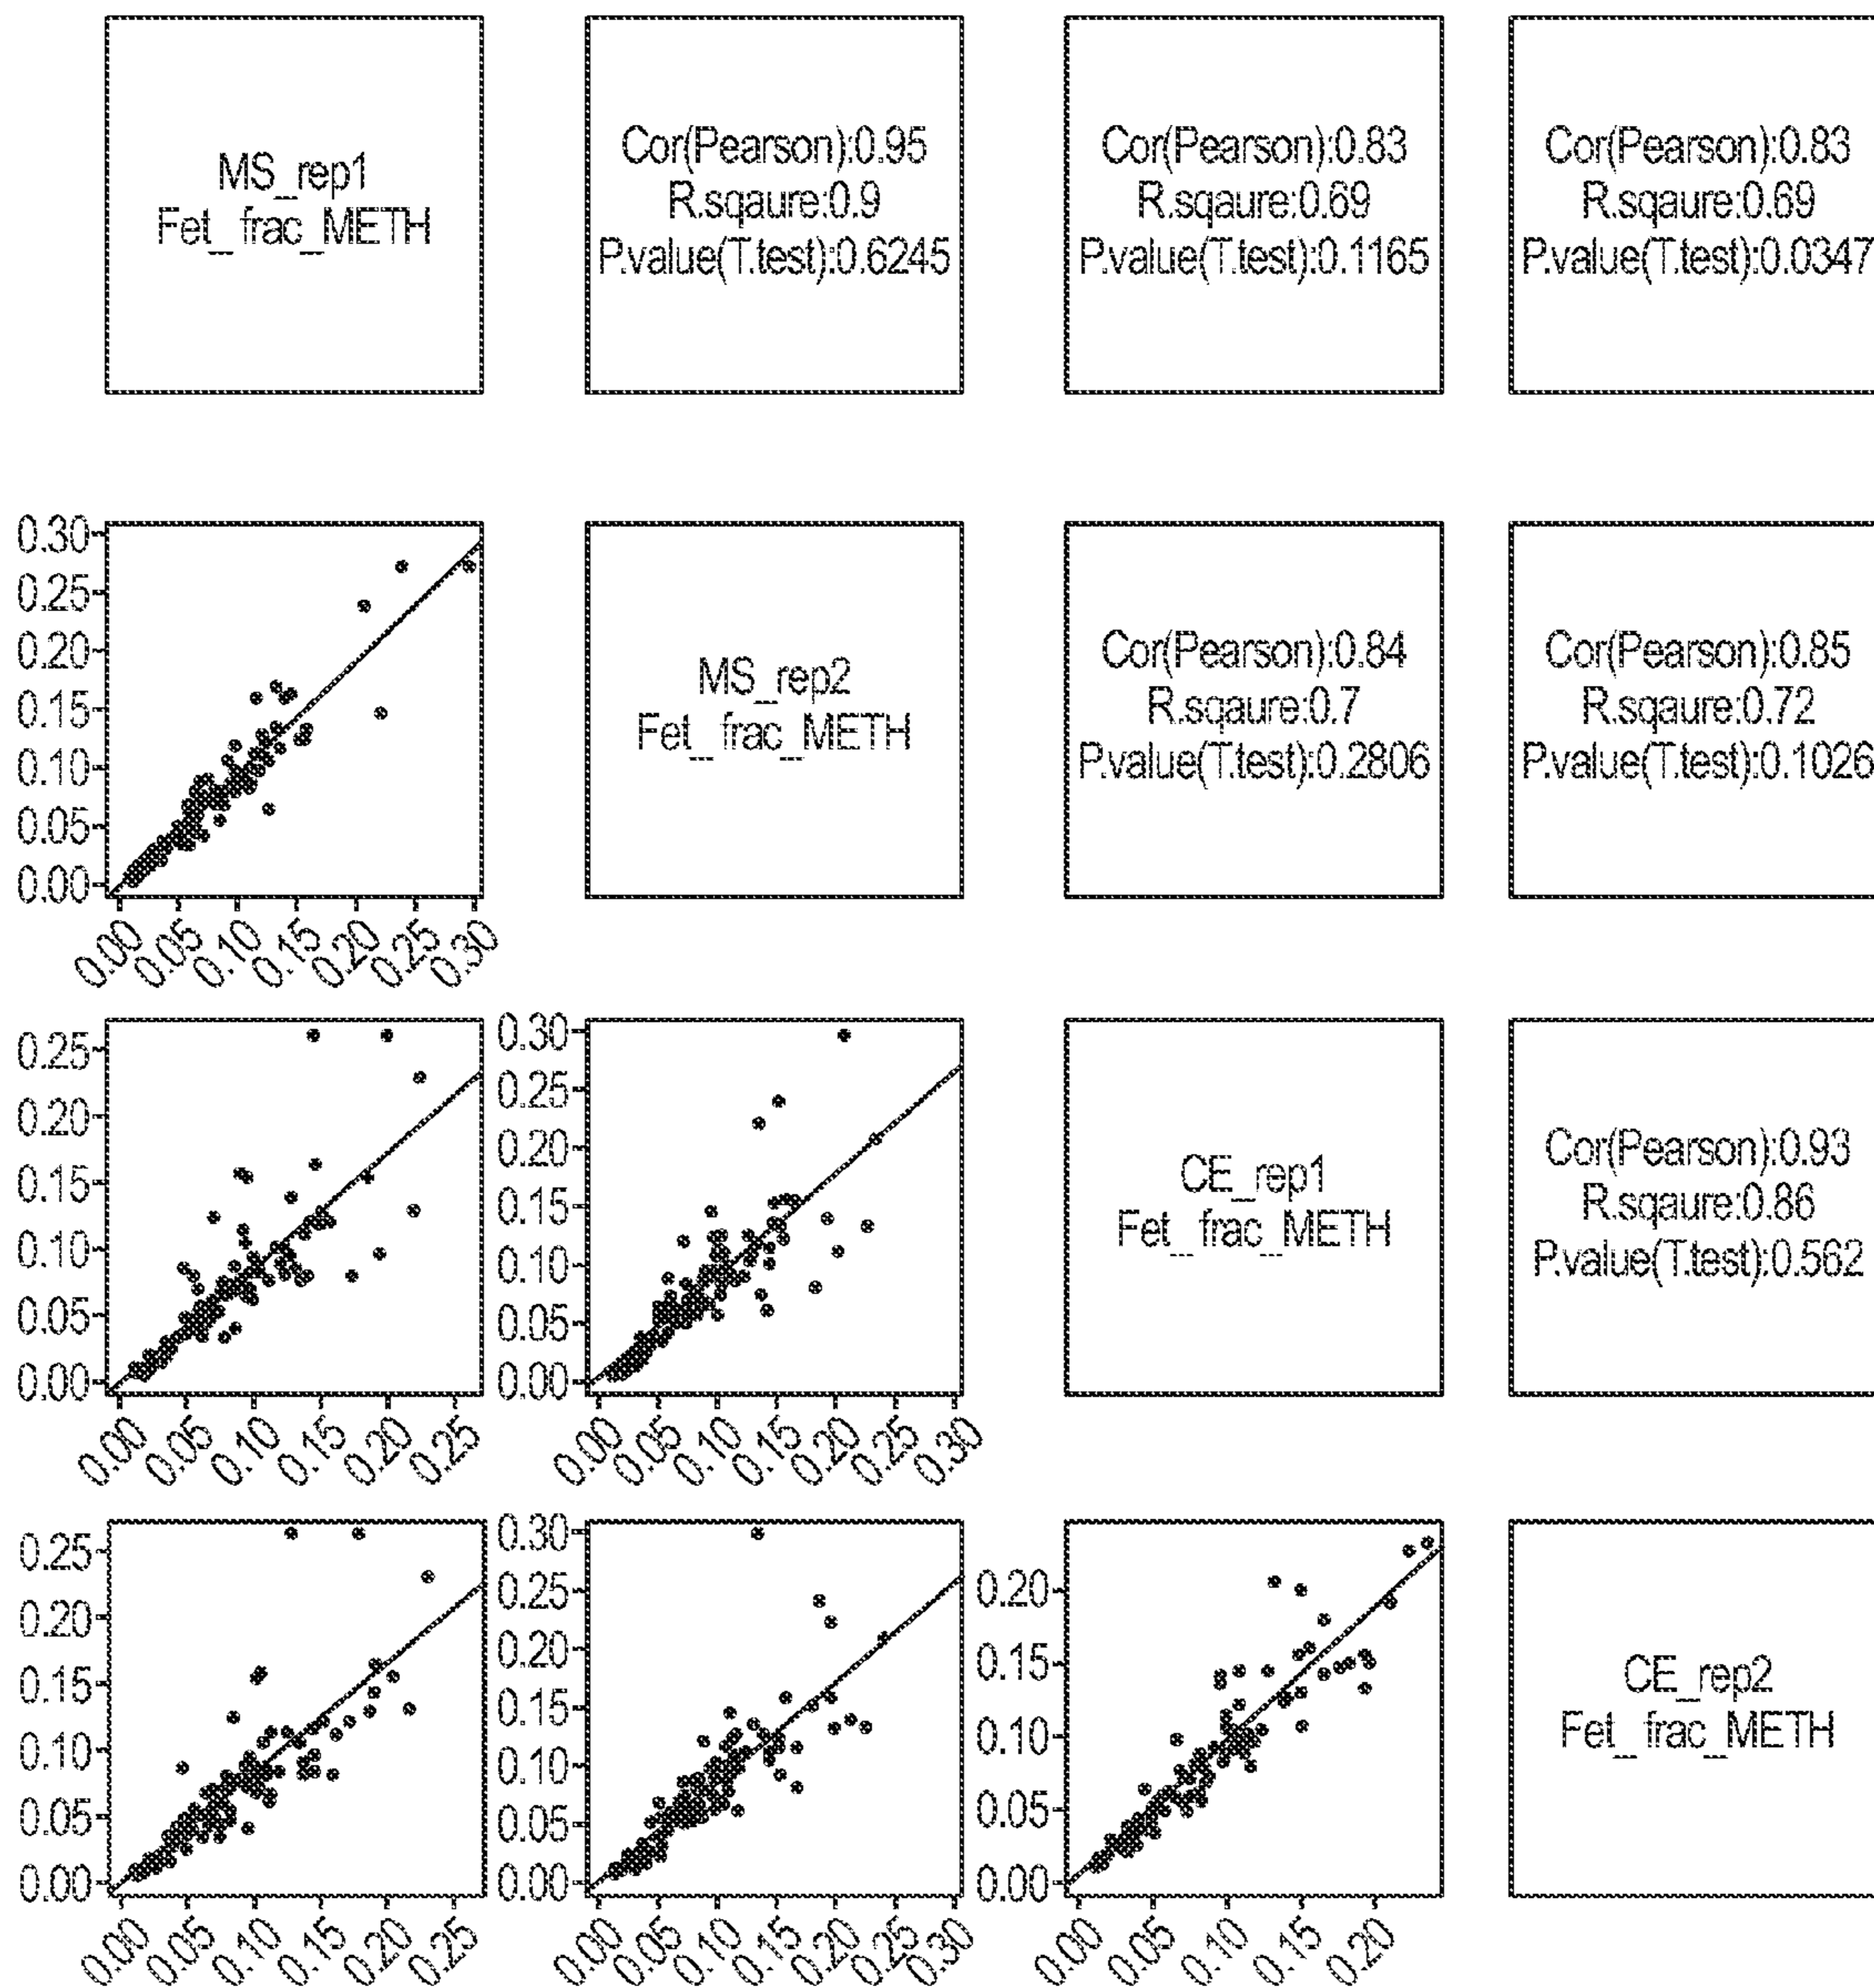 MS_rep1
Fet_frac_METH
Cor(Pearson):0.95
R.sqaure:0.9
P.value(T.test):0.6245
Cor(Pearson):0.83
R.sqaure:0.69
P.value(T.test):0.1165
Cor(Pearson):0.83
R.sqaure:0.69
P.value(T.test):0.0347
0.30
0.25
0.20
0.15
0.10
0.05
0.00
0.00 0.05 0.10 0.15 0.20 0.25 0.30
MS_rep2
Fet_frac_METH
Cor(Pearson):0.84
R.sqaure:0.7
P.value(T.test):0.2806
Cor(Pearson):0.85
R.sqaure:0.72
P.value(T.test):0.1026
0.25
0.20
0.15
0.10
0.05
0.00
0.00 0.05 0.10 0.15 0.20 0.25
0.30
0.25
0.20
0.15
0.10
0.05
0.00
0.00 0.05 0.10 0.15 0.20 0.25 0.30
CE_rep1
Fet_frac_METH
Cor(Pearson):0.93
R.sqaure:0.86
P.value(T.test):0.562
0.25
0.20
0.15
0.10
0.05
0.00
0.00 0.05 0.10 0.15 0.20 0.25
0.30
0.25
0.20
0.15
0.10
0.05
0.00
0.00 0.05 0.10 0.15 0.20 0.25 0.30
0.20
0.15
0.10
0.05
0.00
0.00 0.05 0.10 0.15 0.20
CE_rep2
Fet_frac_METH